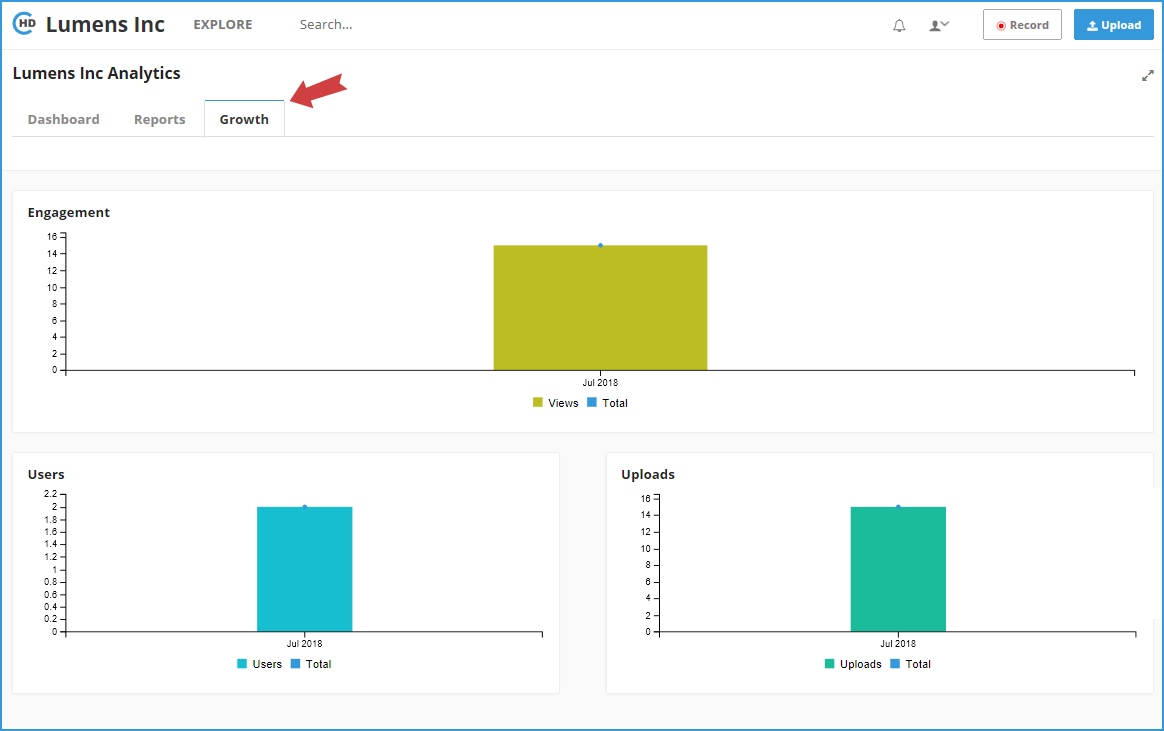 HD Lumens Inc EXPLORE Search... Record Upload
Lumens Inc Analytics
Dashboard Reports Growth
Engagement
16
14
12
10
8
6
4
2
0
Jul 2018
Views Total
Users
2.2
2
1.8
1.6
1.4
1.2
1
0.8
0.6
0.4
0.2
0
Jul 2018
Users Total
Uploads
16
14
12
10
8
6
4
2
0
Jul 2018
Uploads Total